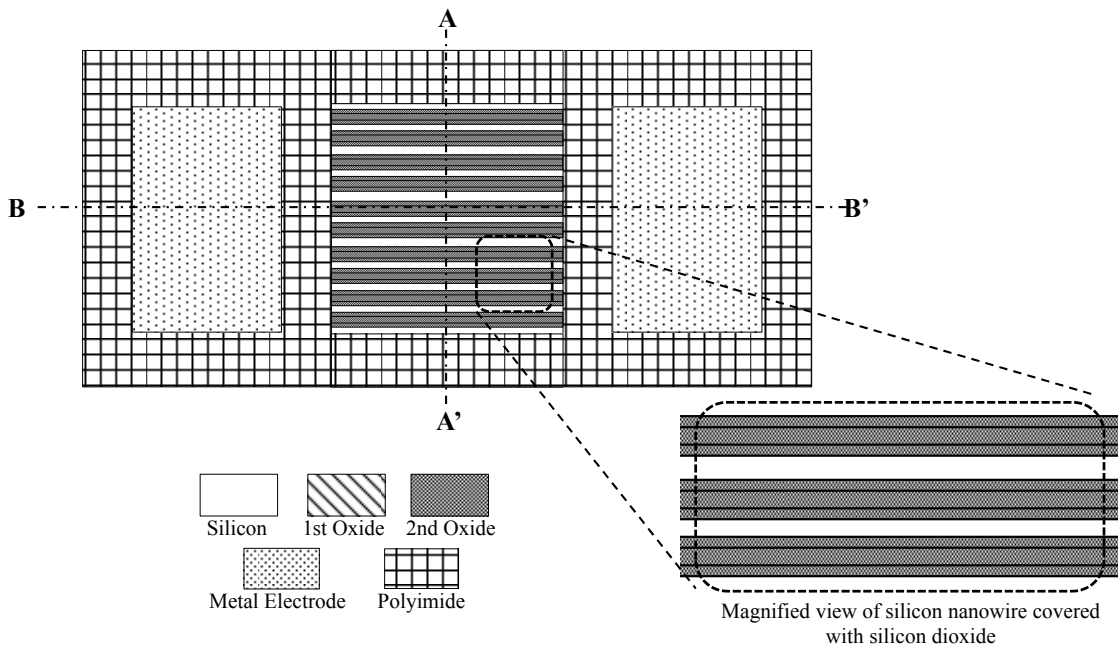 A
B
B’
A’
Silicon
1st Oxide
2nd Oxide
Metal Electrode
Polyimide
Magnified view of silicon nanowire covered
with silicon dioxide